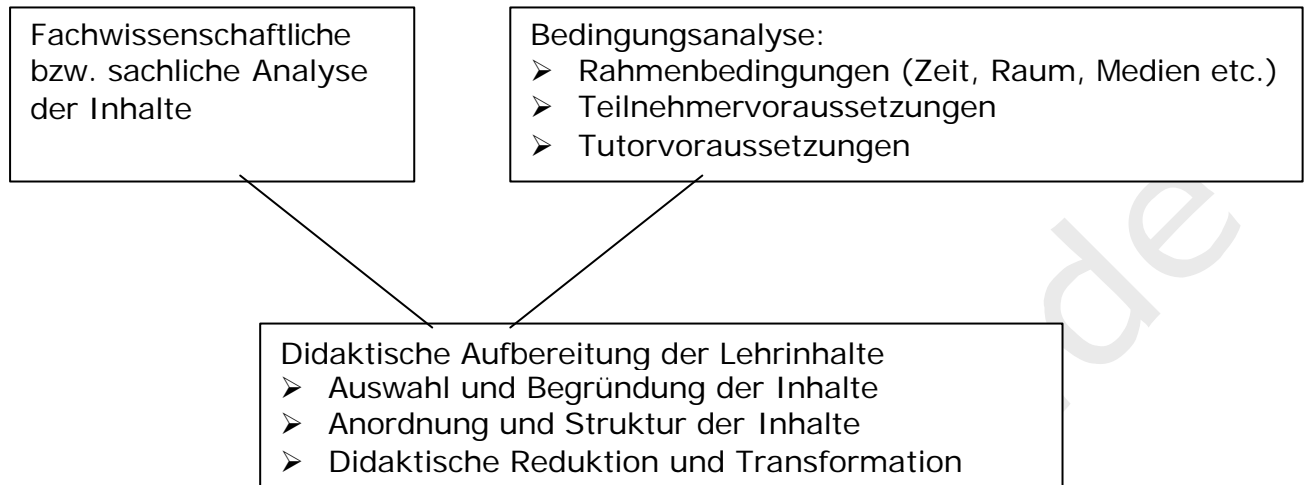 Fachwissenschaftliche
bzw. sachliche Analyse
der Inhalte
Bedingungsanalyse:
➢ Rahmenbedingungen (Zeit, Raum, Medien etc.)
➢ Teilnehmervoraussetzungen
➢ Tutorvoraussetzungen
Didaktische Aufbereitung der Lehrinhalte
➢ Auswahl und Begründung der Inhalte
➢ Anordnung und Struktur der Inhalte
➢ Didaktische Reduktion und Transformation
de